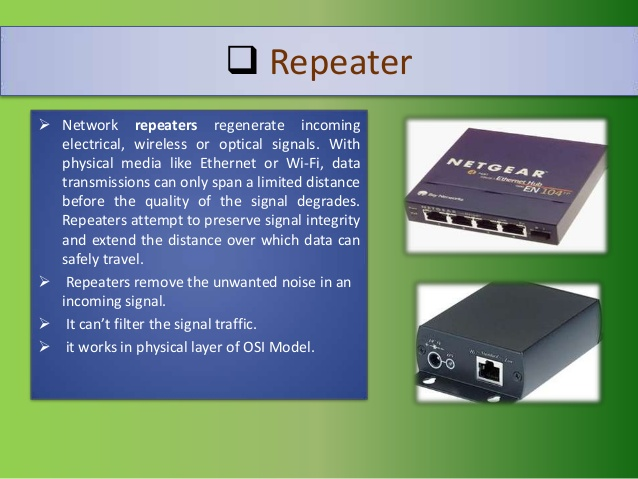 ❑ Repeater
➢ Network repeaters regenerate incoming
electrical, wireless or optical signals. With
physical media like Ethernet or Wi-Fi, data
transmissions can only span a limited distance
before the quality of the signal degrades.
Repeaters attempt to preserve signal integrity
and extend the distance over which data can
safely travel.
➢ Repeaters remove the unwanted noise in an
incoming signal.
➢ It can’t filter the signal traffic.
➢ it works in physical layer of OSI Model.
NETGEAR
Ethernet Hub
EN 104
Bay Networks